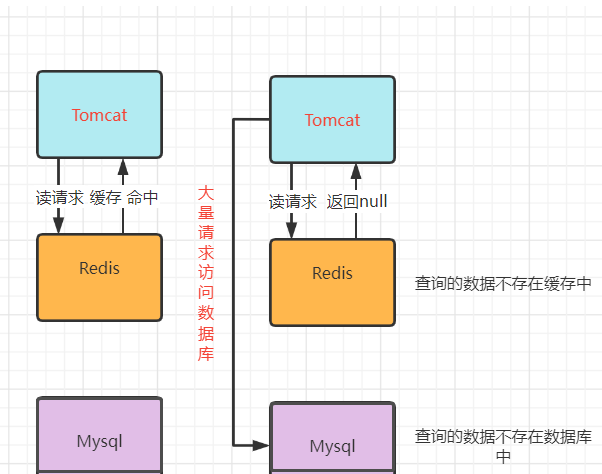 Tomcat
读请求 缓存 命中
Redis
Mysql
大量请求访问数据库
Tomcat
读请求 返回null
Redis
查询的数据不存在缓存中
Mysql
查询的数据不存在数据库
中